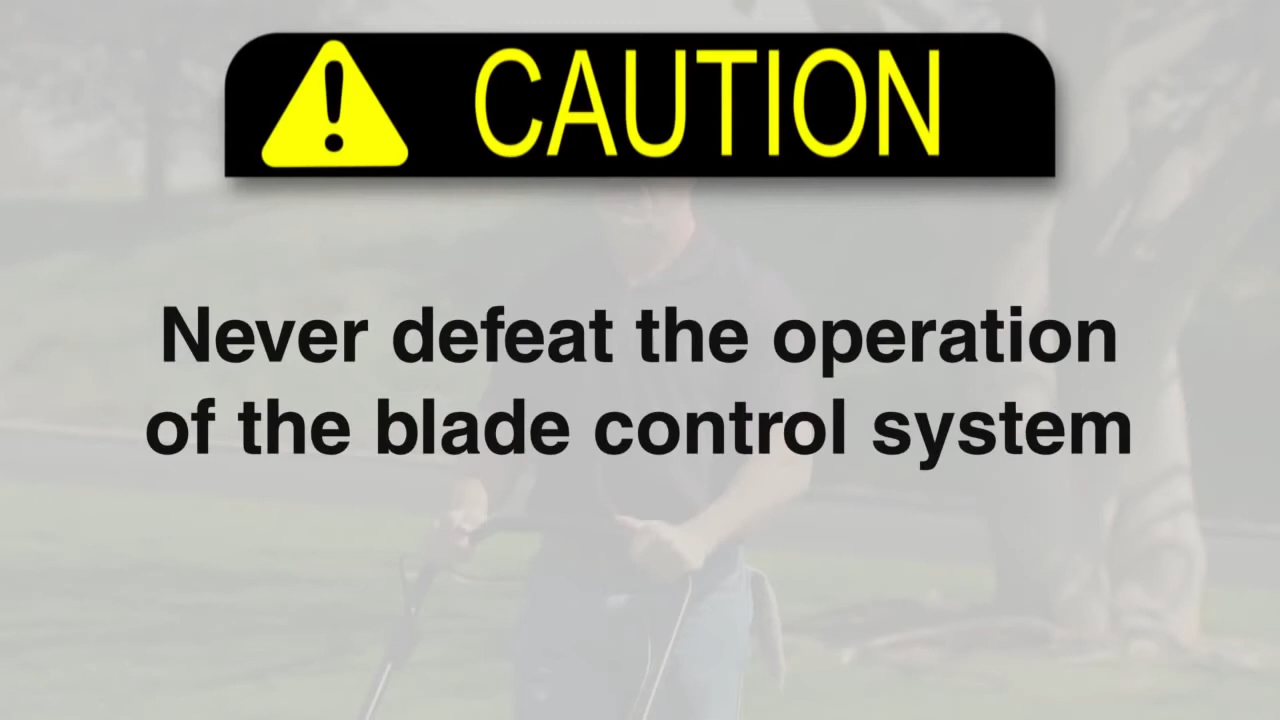 CAUTION
Never defeat the operation
of the blade control system